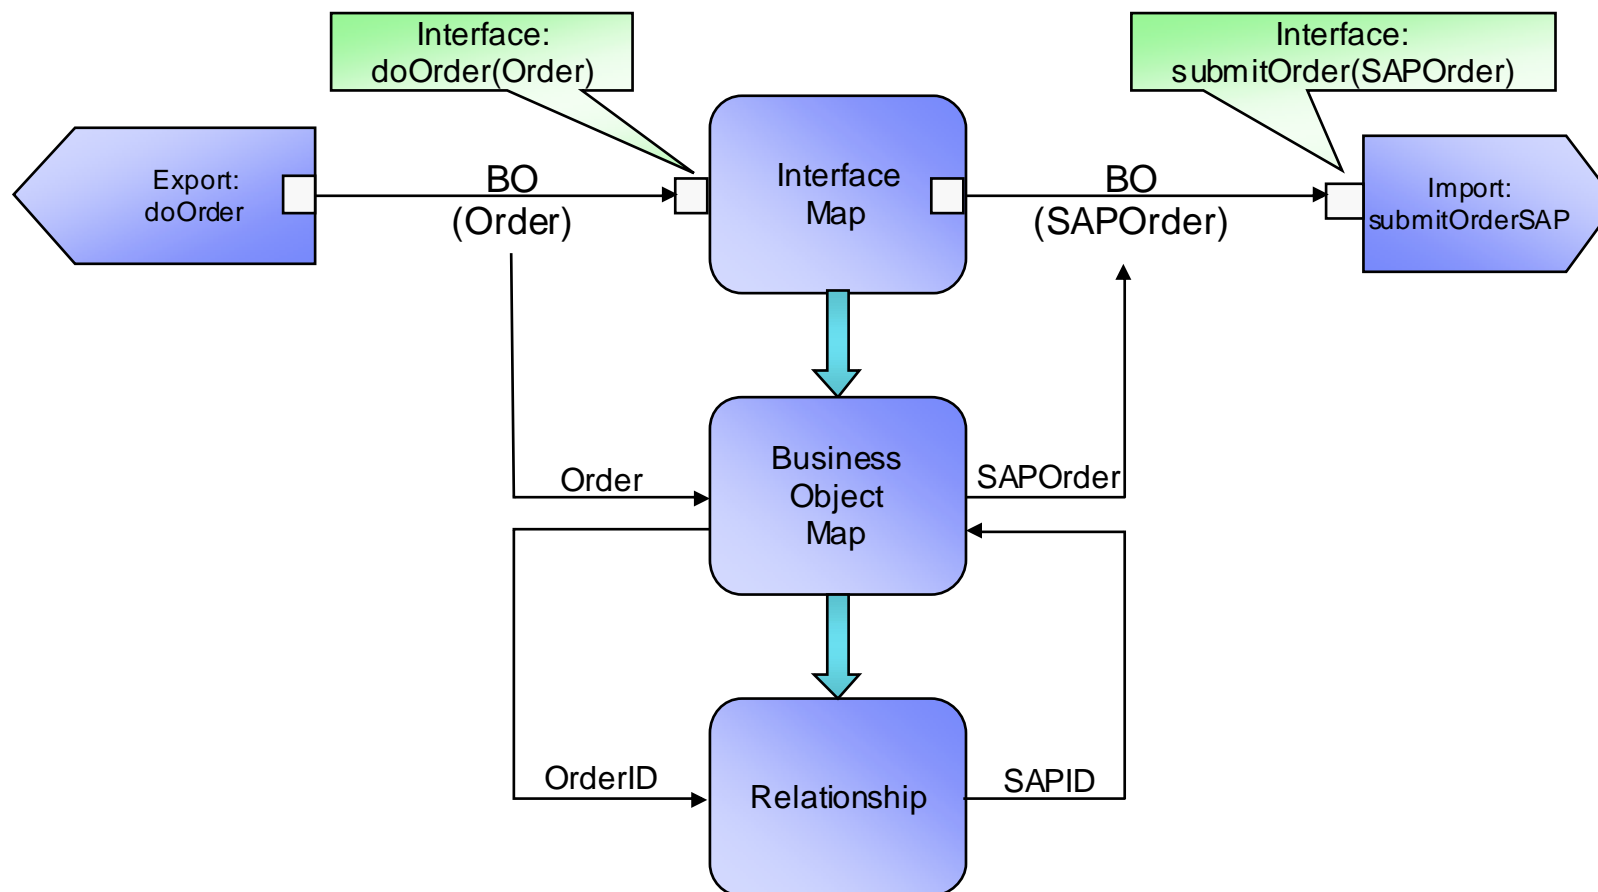 Interface:
doOrder(Order)
Interface:
submitOrder(SAPOrder)
Export:
doOrder
BO
(Order)
Interface
Map
BO
(SAPOrder)
Import:
submitOrderSAP
Order
Business
Object
Map
SAPOrder
OrderID
Relationship
SAPID